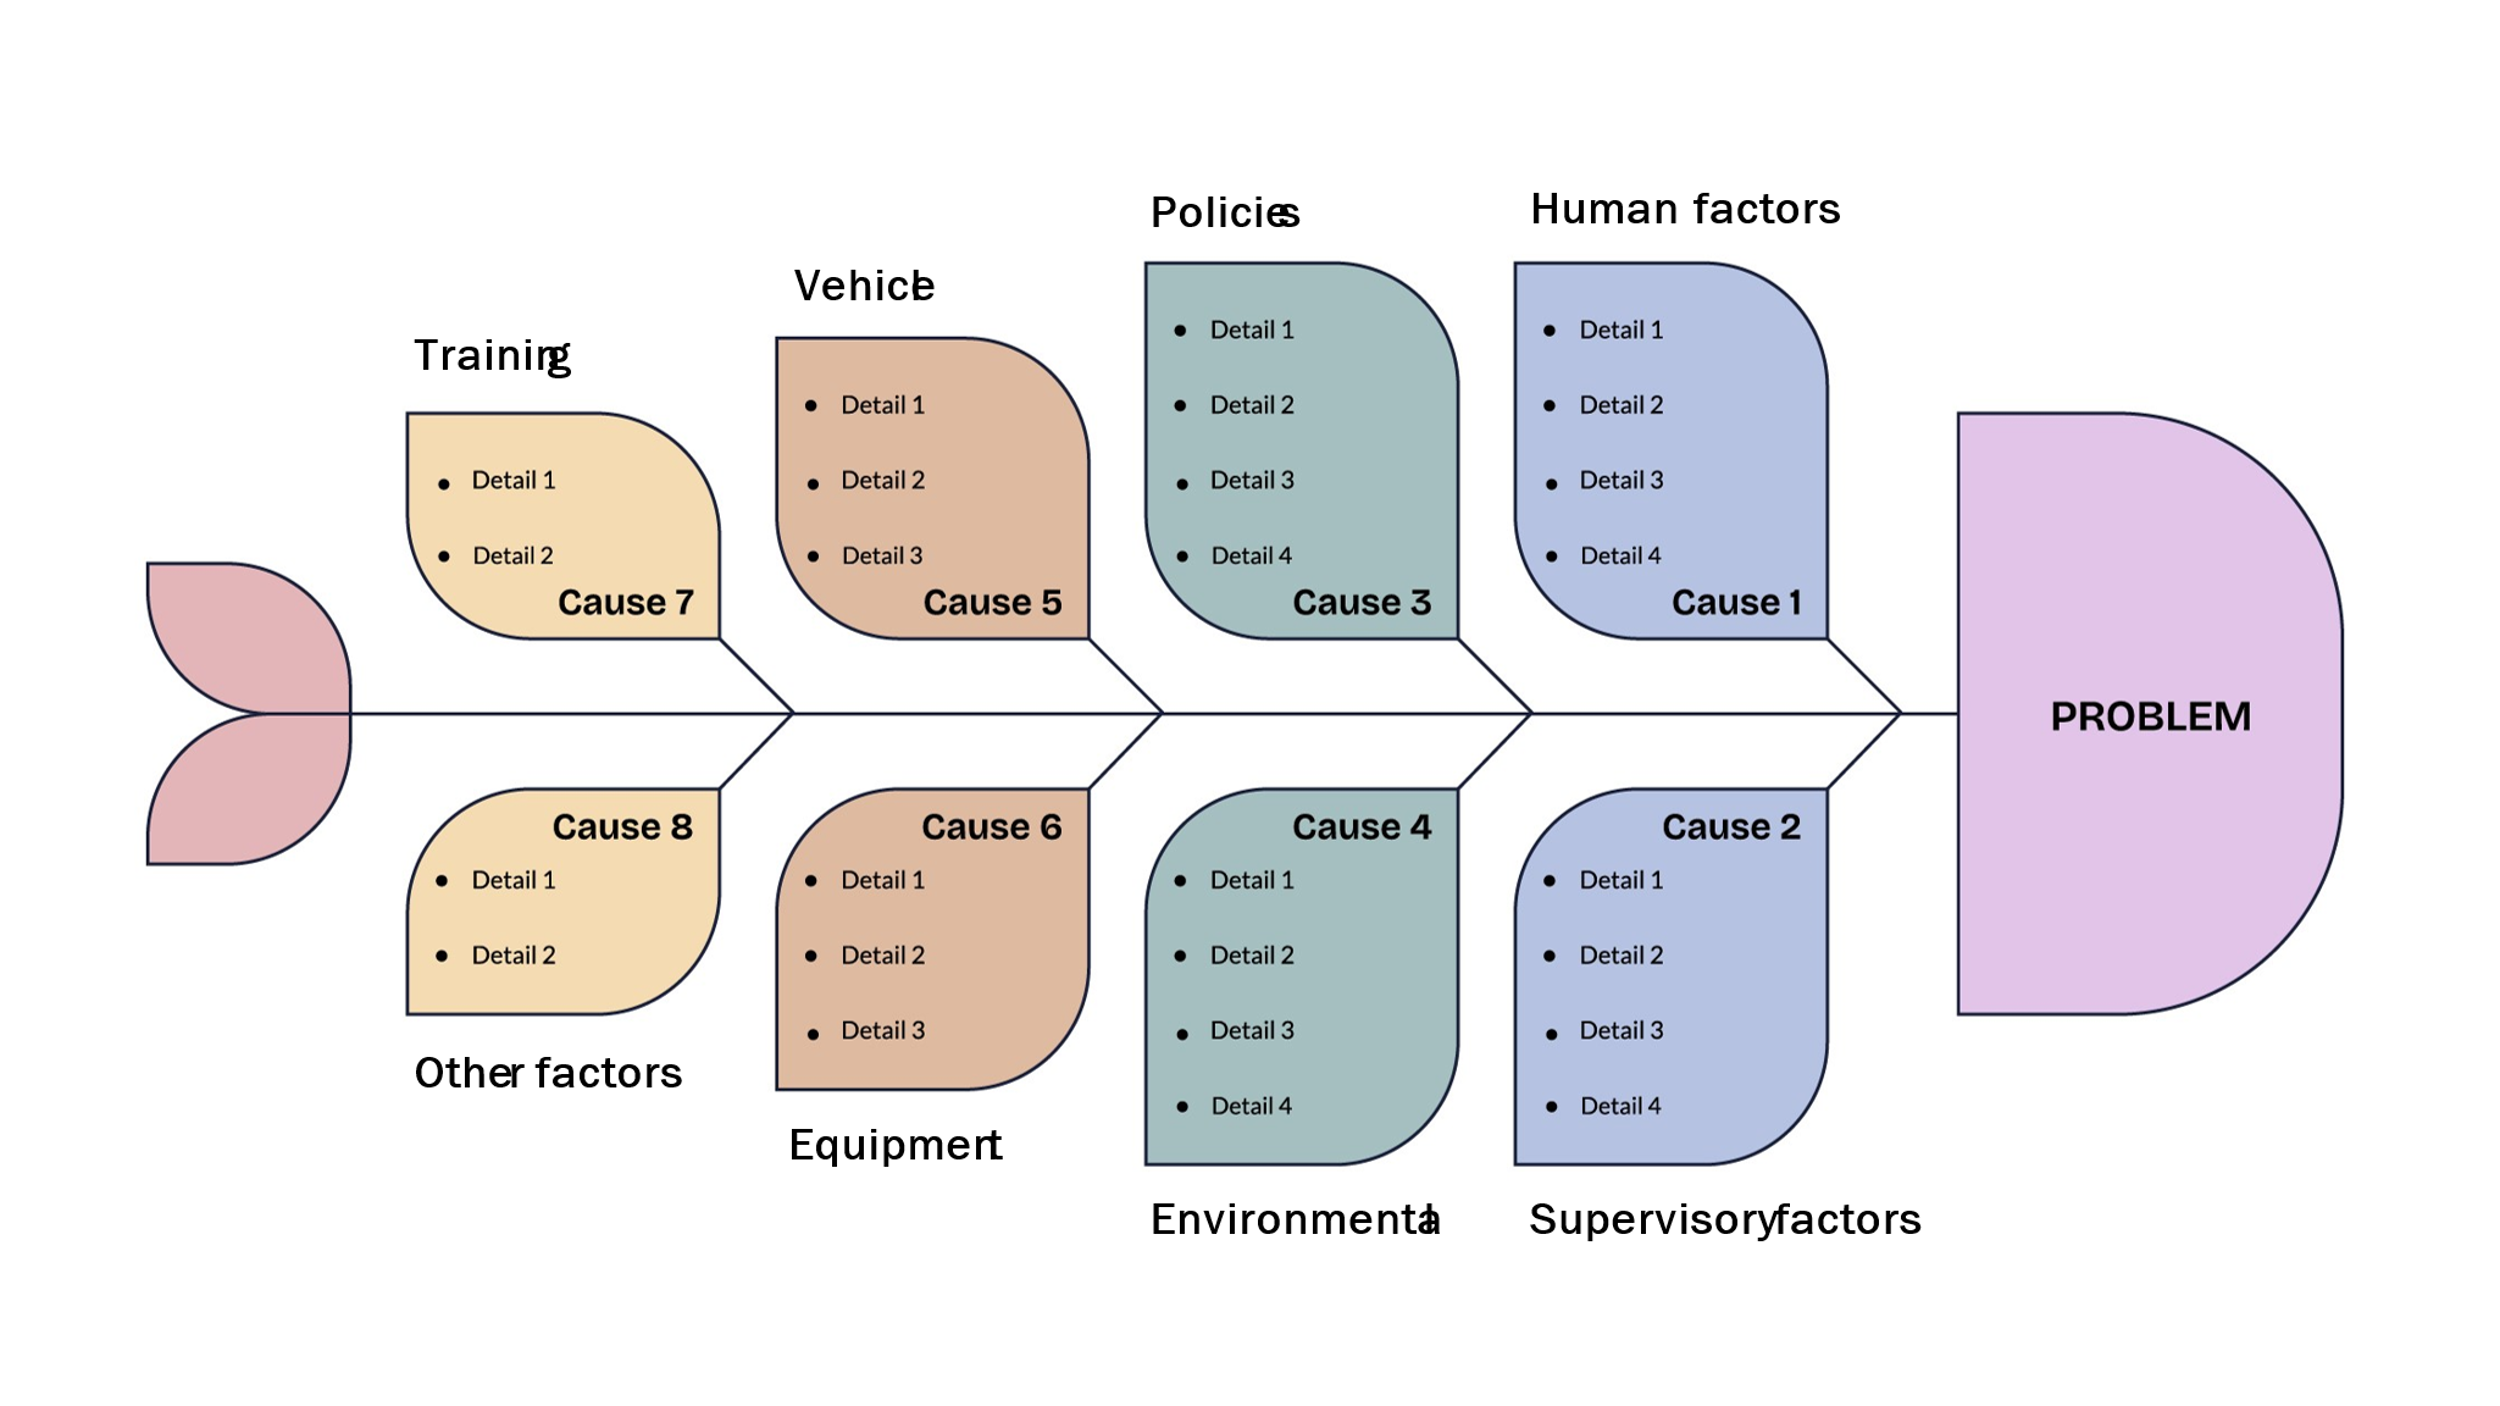 Human factors
Policies
Vehicle
Training
Detail 1
Detail 2
Cause 7
Detail 1
Detail 2
Detail 3
Cause 5
Detail 1
Detail 2
Detail 3
Detail 4
Cause 3
Detail 1
Detail 2
Detail 3
Detail 4
Cause 1
PROBLEM
Cause 8
Detail 1
Detail 2
Other factors
Cause 6
Detail 1
Detail 2
Detail 3
Equipment
Cause 4
Detail 1
Detail 2
Detail 3
Detail 4
Environmental
Cause 2
Detail 1
Detail 2
Detail 3
Detail 4
Supervisory factors